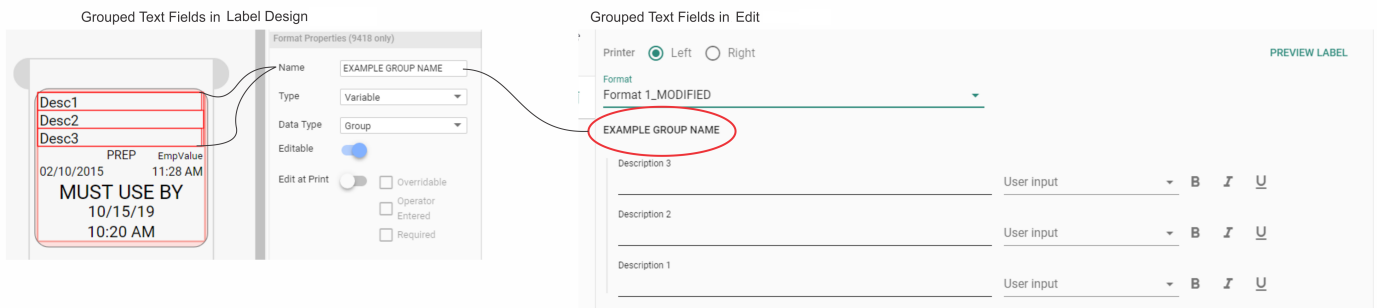 Grouped Text Fields in Label Design
Format Properties (9418 only)
Name EXAMPLE GROUP NAME
Type Variable
Data Type Group
Editable
Edit at Print Overridable
Operator
Entered
Required
Desc1
Desc2
Desc3
PREP EmpValue
02/10/2015 11:28 AM
MUST USE BY
10/15/19
10:20 AM
Grouped Text Fields in Edit
Printer Left Right PREVIEW LABEL
Format
Format 1_MODIFIED
EXAMPLE GROUP NAME
Description 3
User input B I U
Description 2
User input B I U
Description 1
User input B I U